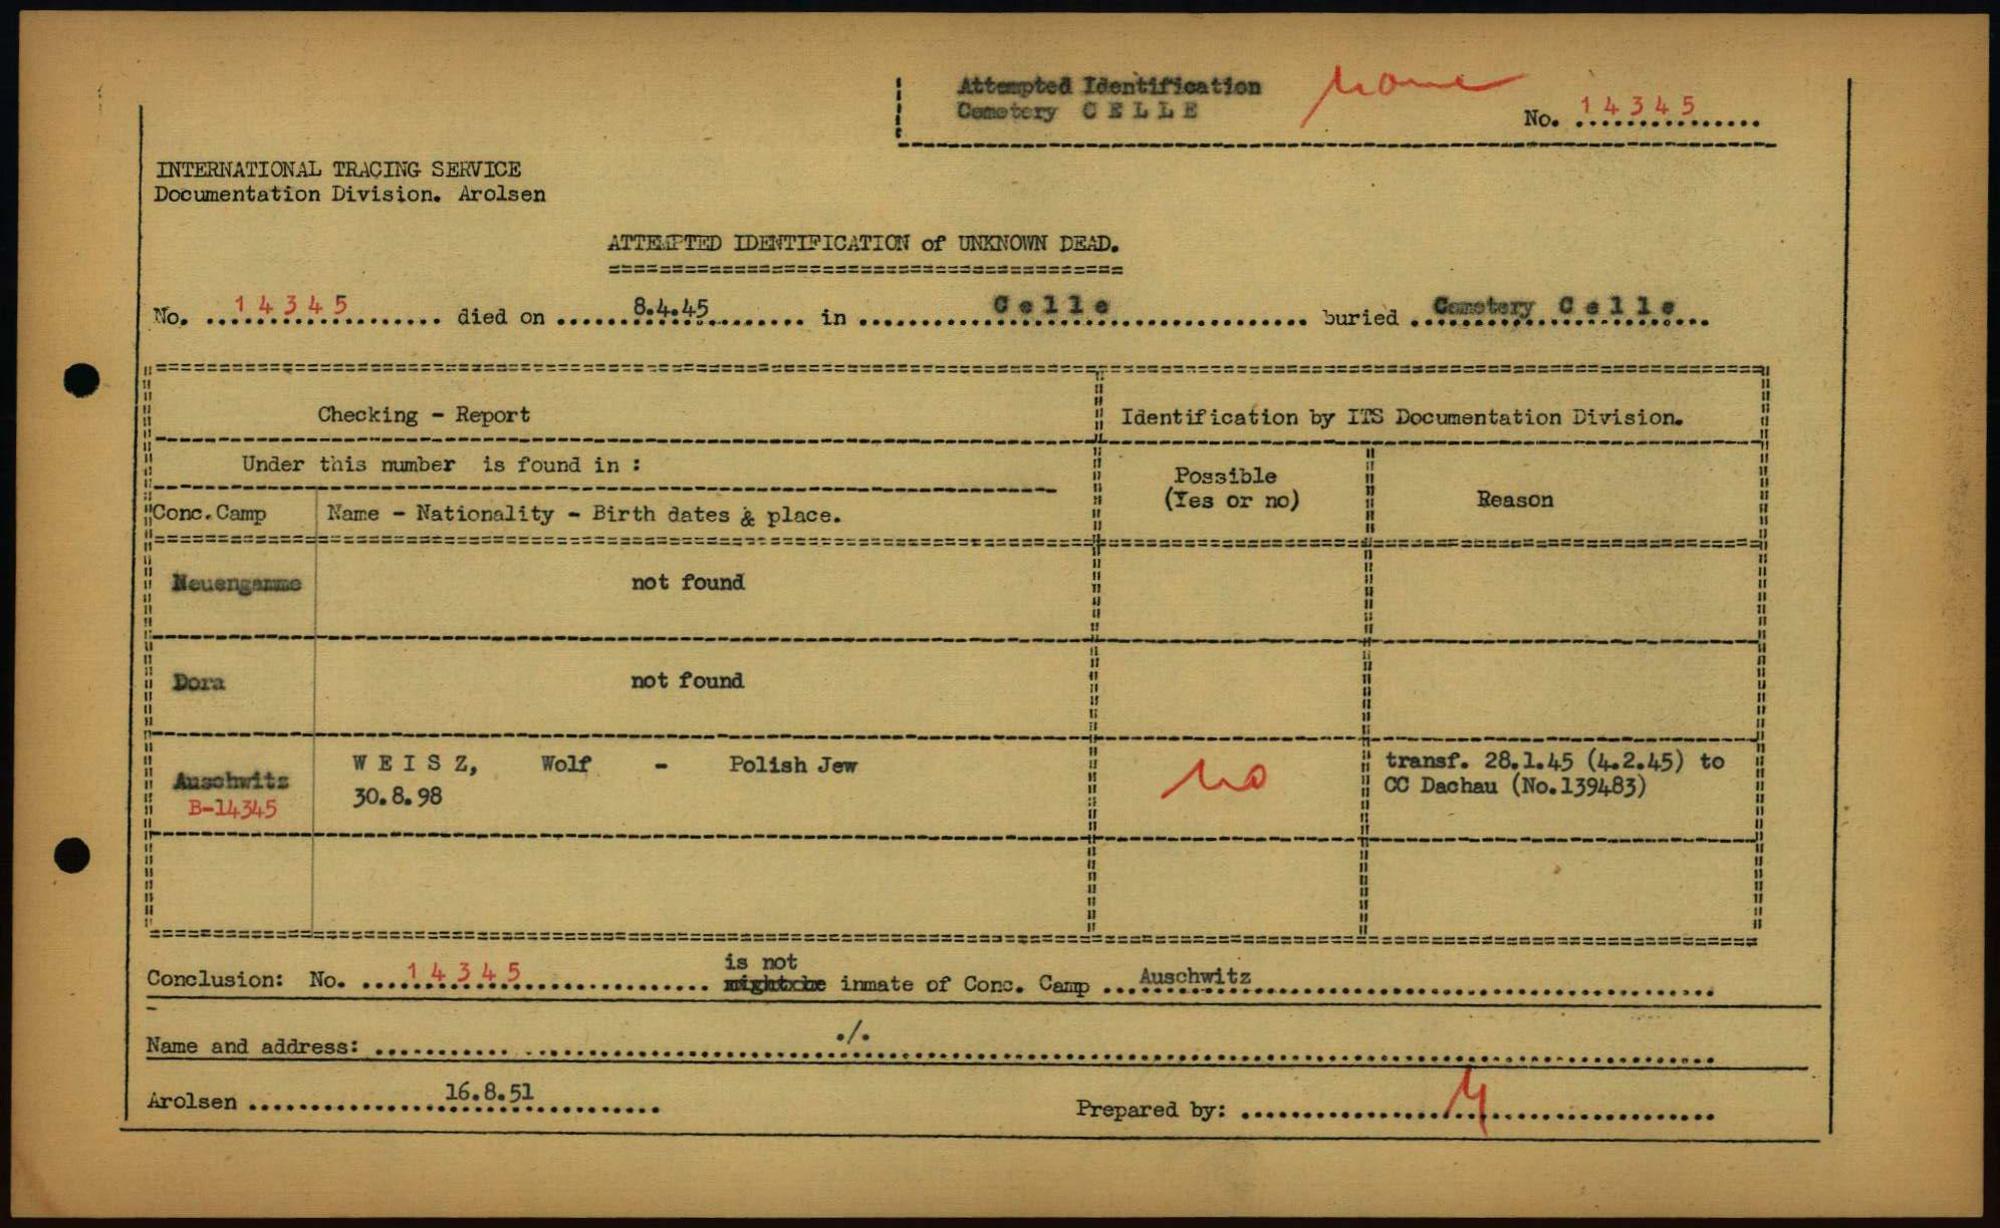 Attempted Identification
Cemetery C E L L E
none
No. 14345
INTERNATIONAL TRACING SERVICE
Documentation Division. Arolsen
ATTEMPTED IDENTIFICATION of UNKNOWN DEAD.
No. 14345 died on 8.4.45 in Celle buried Cemetery Celle
Checking - Report
Identification by ITS Documentation Division.
Under this number is found in :
Possible
(Yes or no)
Reason
Conc. Camp
Name - Nationality - Birth dates & place.
Neuengamme
not found
Dora
not found
Auschwitz
B-14345
W E I S Z, Wolf - Polish Jew
30.8.98
no
transf. 28.1.45 (4.2.45) to
CC Dachau (No.139483)
is not
Conclusion: No. 14345 might be inmate of Conc. Camp Auschwitz
Name and address: ./.
Arolsen 16.8.51
Prepared by: